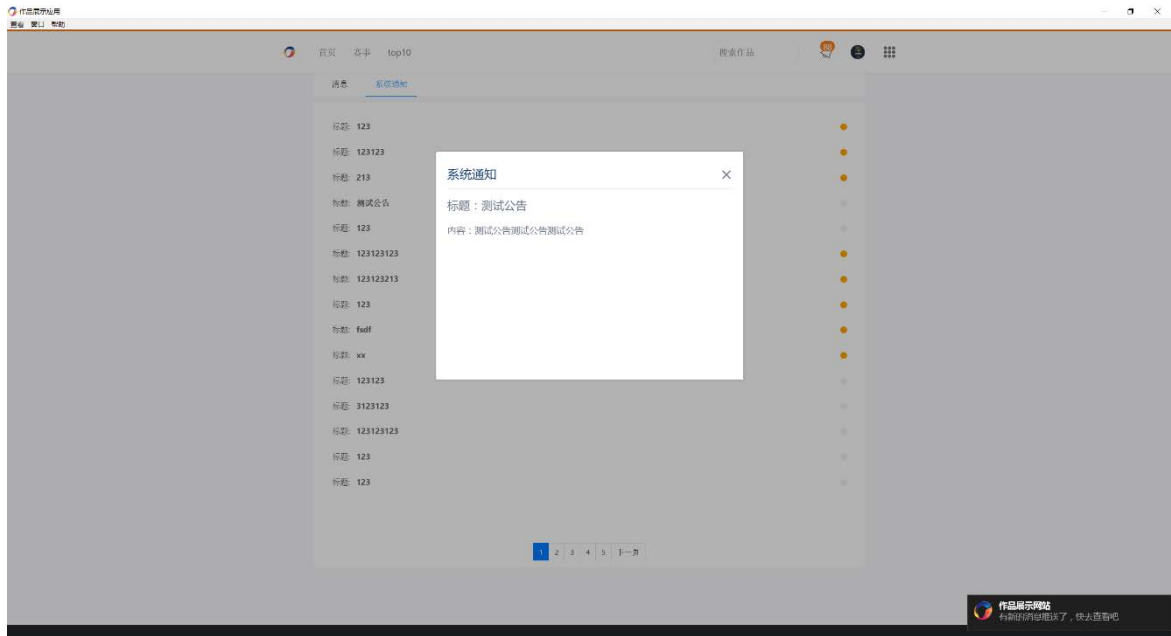 作品展示应用
查看 窗口 帮助
首页 赛事 top10 搜索作品 88
消息 系统通知
标题: 123
标题: 123123
标题: 213
标题: 测试公告
标题: 123
标题: 123123123
标题: 123123213
标题: 123
标题: fsdf
标题: xx
标题: 123123
标题: 3123123
标题: 123123123
标题: 123
标题: 123
系统通知
标题：测试公告
内容：测试公告测试公告测试公告
1 2 3 4 5 下一页
作品展示网站
有新的消息推送了，快去查看吧